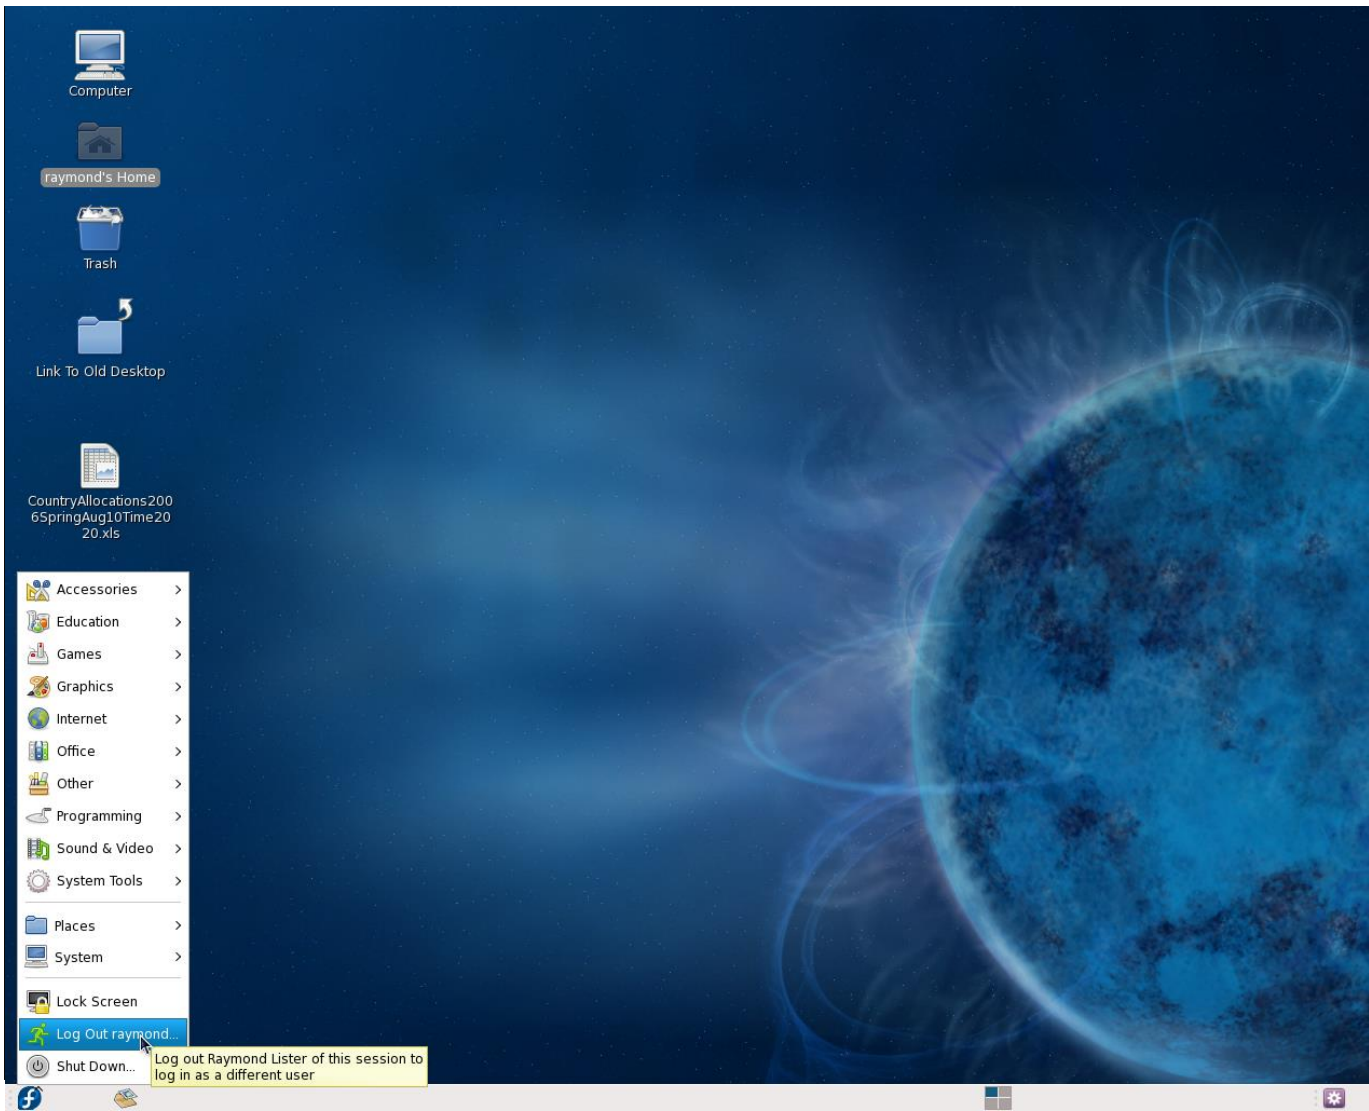 Computer
raymond's Home
Trash
Link To Old Desktop
CountryAllocations200
6SpringAug10Time20
20.xls
Accessories
Education
Games
Graphics
Internet
Office
Other
Programming
Sound & Video
System Tools
Places
System
Lock Screen
Log Out raymond...
Shut Down...
Log out Raymond Lister of this session to
log in as a different user